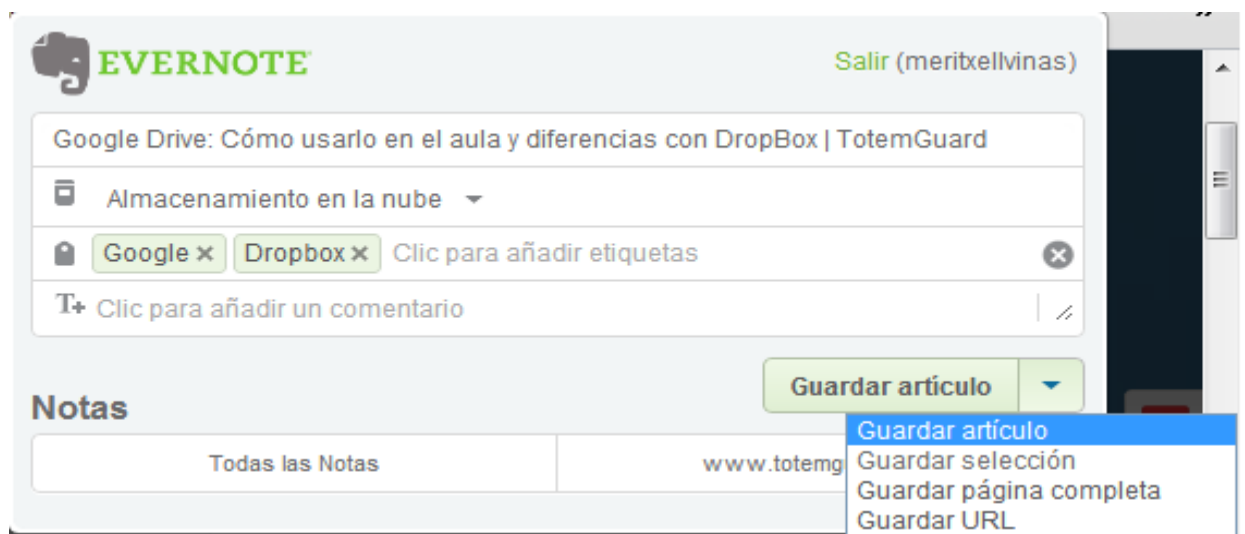 EVERNOTE
Salir (meritxellvinas)
Google Drive: Cómo usarlo en el aula y diferencias con DropBox | TotemGuard
Almacenamiento en la nube
Google × Dropbox × Clic para añadir etiquetas
T+ Clic para añadir un comentario
Guardar artículo
Notas
Guardar artículo
Todas las Notas
www.totemg
Guardar selección
Guardar página completa
Guardar URL